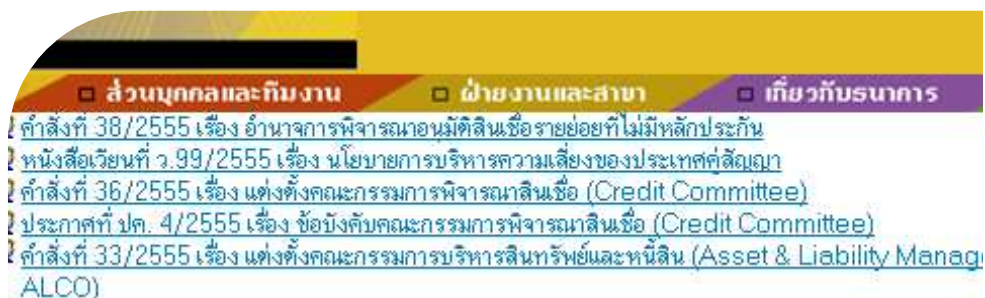 ส่วนบุคคลและทีมงาน ฝ่ายงานและสาขา เกี่ยวกับธนาคาร
คำสั่งที่ 38/2555 เรื่อง อำนาจการพิจารณาอนุมัติสินเชื่อรายย่อยที่ไม่มีหลักประกัน
หนังสือเวียนที่ ว.99/2555 เรื่อง นโยบายการบริหารความเสี่ยงของประเทศคู่สัญญา
คำสั่งที่ 36/2555 เรื่อง แต่งตั้งคณะกรรมการพิจารณาสินเชื่อ (Credit Committee)
ประกาศที่ ปค. 4/2555 เรื่อง ข้อบังคับคณะกรรมการพิจารณาสินเชื่อ (Credit Committee)
คำสั่งที่ 33/2555 เรื่อง แต่งตั้งคณะกรรมการบริหารสินทรัพย์และหนี้สิน (Asset & Liability Manage
ALCO)